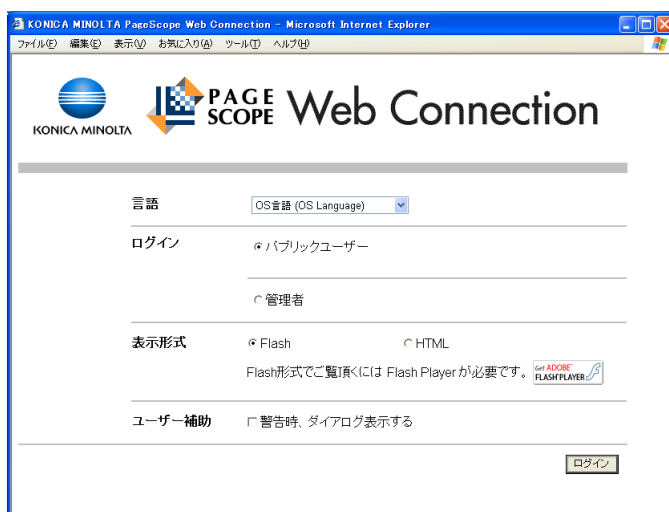 KONICA MINOLTA PageScope Web Connection - Microsoft Internet Explorer
ファイル(F) 編集(E) 表示(V) お気に入り(A) ツール(T) ヘルプ(H)
KONICA MINOLTA
PAGE SCOPE Web Connection
言語 OS言語 (OS Language)
ログイン パブリックユーザー
管理者
表示形式 Flash HTML
Flash形式でご覧頂くには Flash Player が必要です。 Get ADOBE FLASH PLAYER
ユーザー補助 警告時、ダイアログ表示する
ログイン